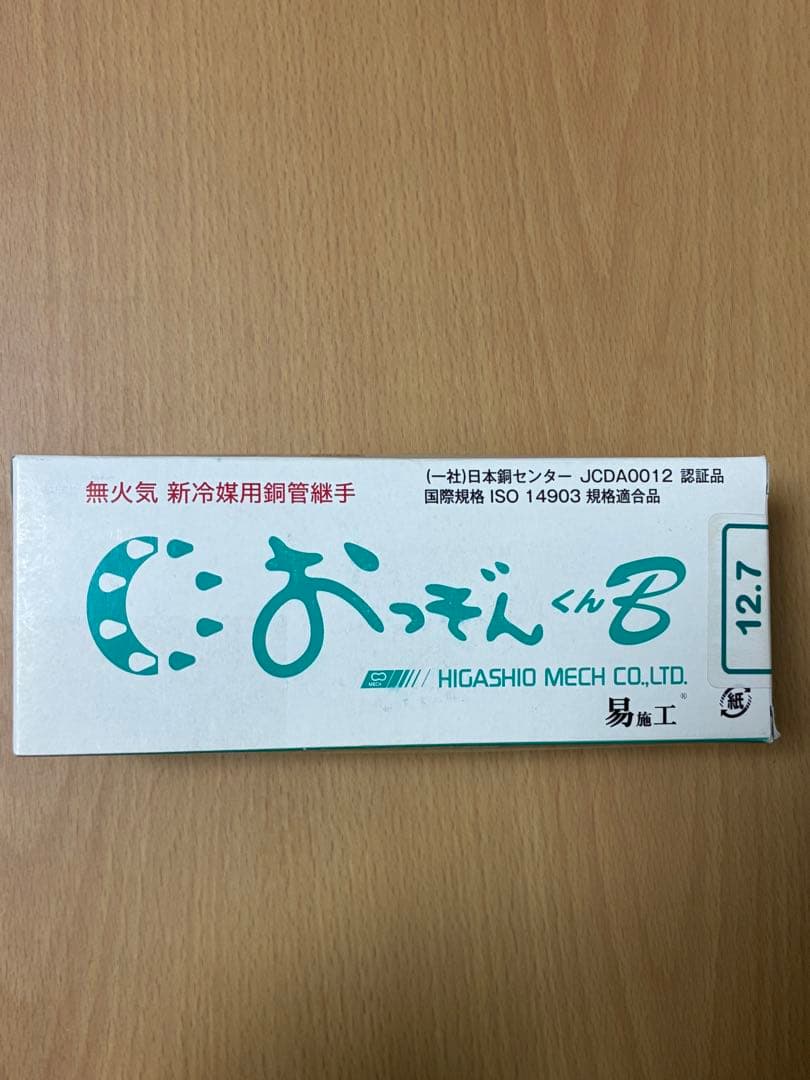 無火気 新冷媒用銅管継手
(一社)日本銅センター JCDA0012 認証品
国際規格 ISO 14903 規格適合品
おっぞんくんB
12.7
MECH HIGASHIO MECH CO.,LTD.
易施工®
紙